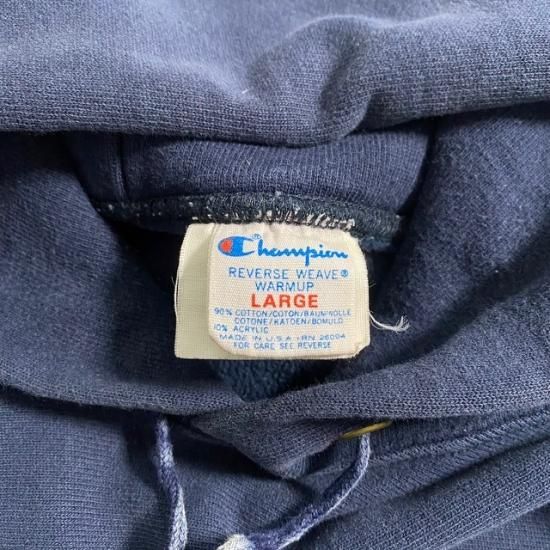 Champion®
REVERSE WEAVE®
WARMUP
LARGE
90% COTTON/COTON/BAUMWOLLE
COTONE/KATOEN/BOMULD
10% ACRYLIC
MADE IN U.S.A. RN 26094
FOR CARE SEE REVERSE